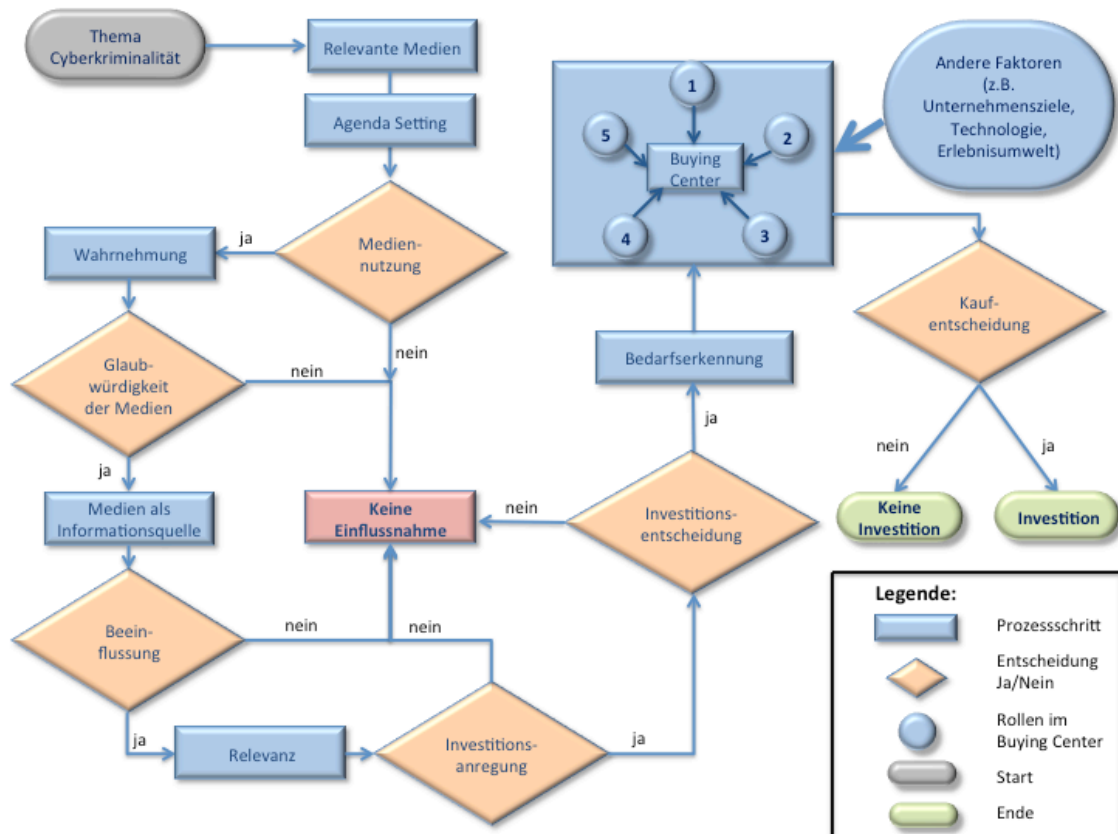 Thema
Cyberkriminalität
Relevante Medien
Agenda Setting
Medien-
nutzung
ja
nein
Wahrnehmung
Glaub-
würdigkeit
der Medien
nein
ja
Medien als
Informationsquelle
Keine
Einflussnahme
Beein-
flussung
nein
nein
ja
Relevanz
Investitions-
anregung
ja
Investitions-
entscheidung
nein
ja
Bedarfserkennung
1
2
3
4
5
Buying
Center
Andere Faktoren
(z.B.
Unternehmensziele,
Technologie,
Erlebnisumwelt)
Kauf-
entscheidung
nein
ja
Keine
Investition
Investition
Legende:
Prozessschritt
Entscheidung
Ja/Nein
Rollen im
Buying Center
Start
Ende